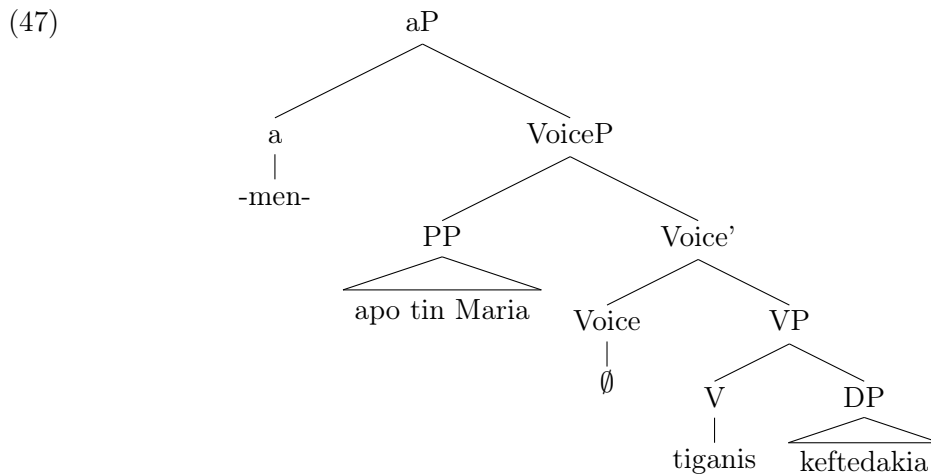 (47)
aP
a VoiceP
-men-
PP Voice'
apo tin Maria Voice VP
∅ V DP
tiganis keftedakia